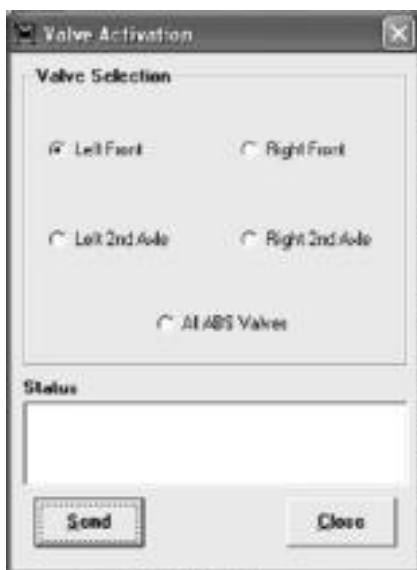 Valve Activation
Valve Selection
Left Front Right Front
Left 2nd Axle Right 2nd Axle
All ABS Valves
Status
Send Close